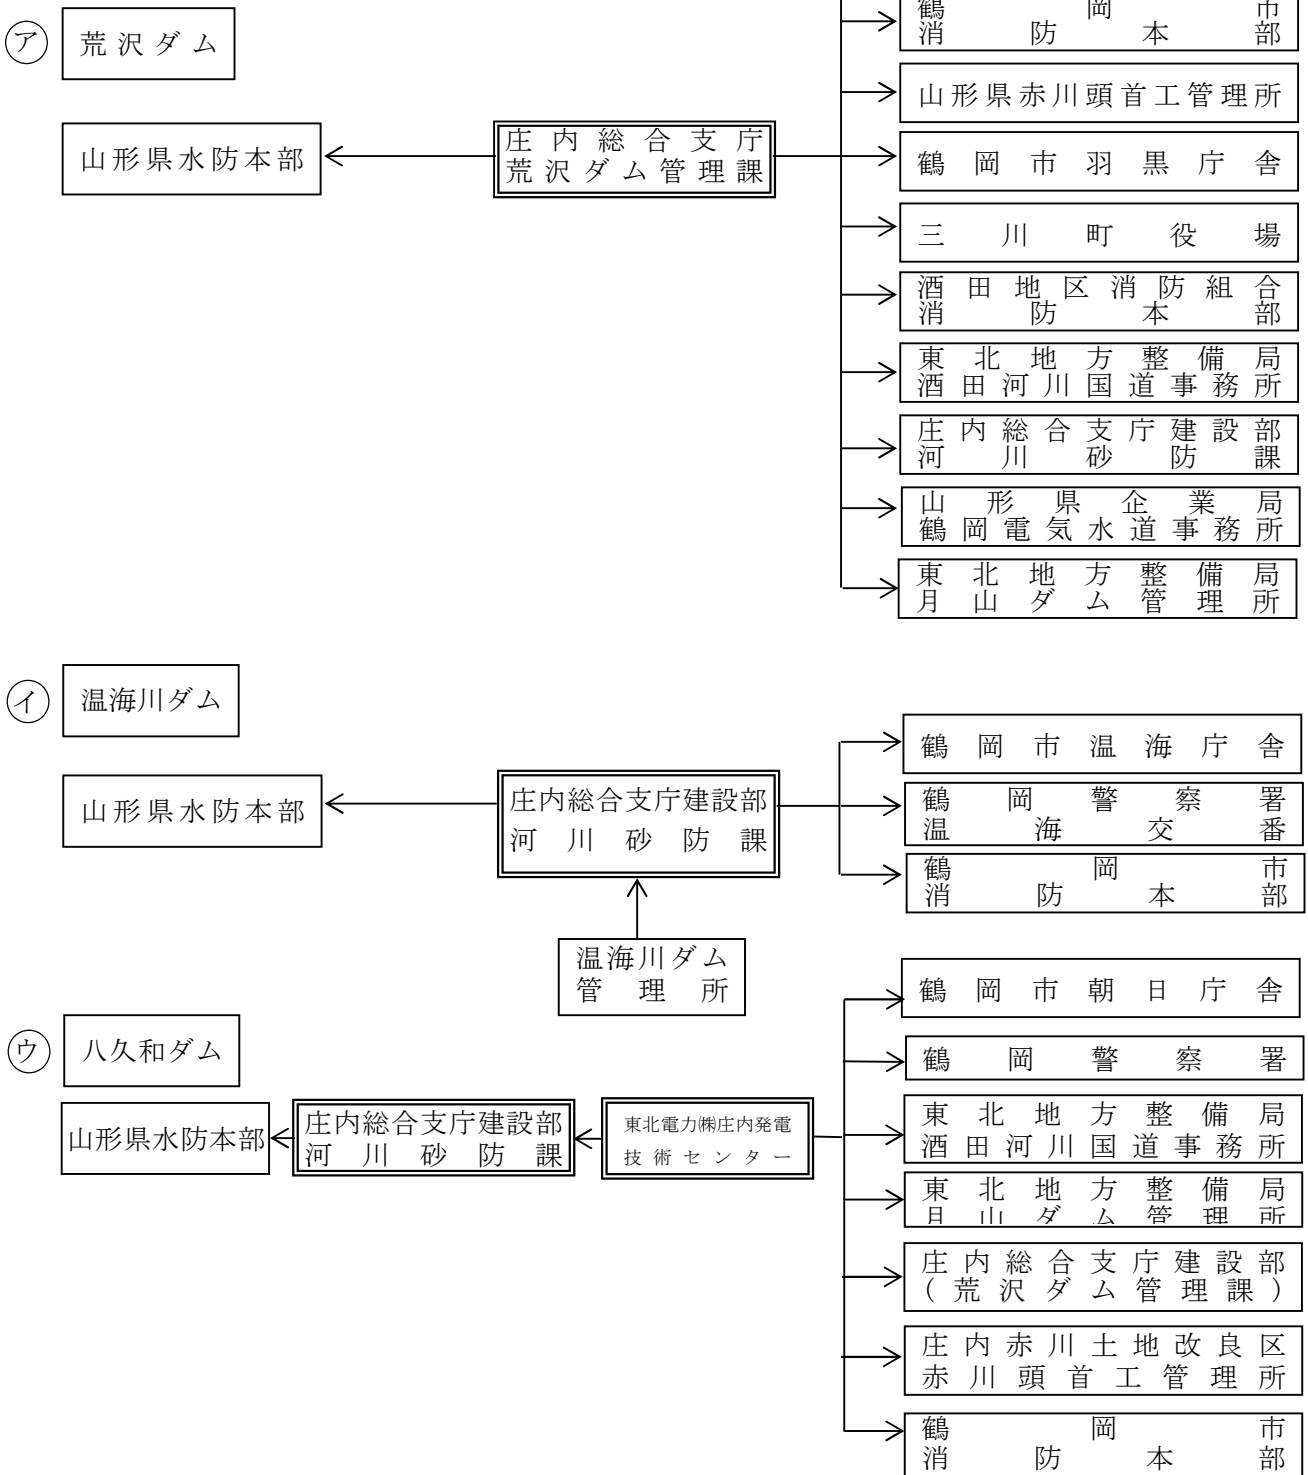 鶴岡市
消防本部
㋐ 荒沢ダム
山形県赤川頭首工管理所
山形県水防本部
庄内総合支庁
荒沢ダム管理課
鶴岡市羽黒庁舎
三川町役場
酒田地区消防組合
消防本部
東北地方整備局
酒田河川国道事務所
庄内総合支庁建設部
河川砂防課
山形県企業局
鶴岡電気水道事務所
東北地方整備局
月山ダム管理所
㋑ 温海川ダム
鶴岡市温海庁舎
山形県水防本部
庄内総合支庁建設部
河川砂防課
鶴岡警察署
温海交番
鶴岡市
消防本部
温海川ダム
管理所
鶴岡市朝日庁舎
㋒ 八久和ダム
鶴岡警察署
山形県水防本部
庄内総合支庁建設部
河川砂防課
東北電力㈱庄内発電
技術センター
東北地方整備局
酒田河川国道事務所
東北地方整備局
月山ダム管理所
庄内総合支庁建設部
(荒沢ダム管理課)
庄内赤川土地改良区
赤川頭首工管理所
鶴岡市
消防本部